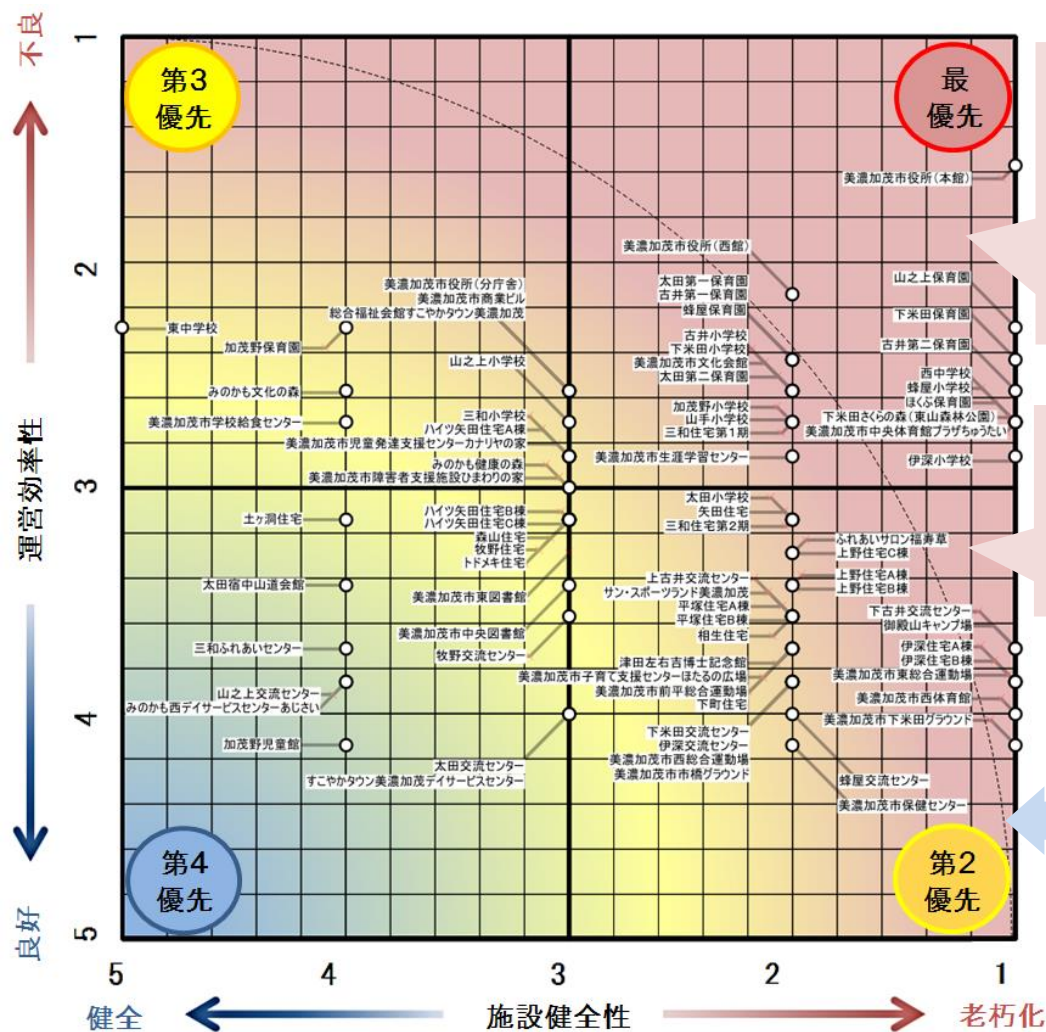 不良
運営効率性
良好
1
2
3
4
5
第3
優先
最
優先
第4
優先
第2
優先
美濃加茂市役所(本館)
美濃加茂市役所(西館)
太田第一保育園
古井第一保育園
蜂屋保育園
山之上保育園
下米田保育園
古井第二保育園
美濃加茂市役所(分庁舎)
美濃加茂市商業ビル
総合福祉会館すこやかタウン美濃加茂
東中学校
加茂野保育園
山之上小学校
古井小学校
下米田小学校
美濃加茂市文化会館
太田第二保育園
西中学校
蜂屋小学校
ほくぶ保育園
下米田さくらの森(東山森林公園)
美濃加茂市中央体育館プラザちゅうたい
みのかも文化の森
美濃加茂市学校給食センター
三和小学校
ハイツ矢田住宅A棟
美濃加茂市児童発達支援センターカナリヤの家
加茂野小学校
山手小学校
三和住宅第1期
美濃加茂市生涯学習センター
伊深小学校
みのかも健康の森
美濃加茂市障害者支援施設ひまわりの家
土ヶ洞住宅
ハイツ矢田住宅B棟
ハイツ矢田住宅C棟
森山住宅
牧野住宅
トドメキ住宅
太田小学校
矢田住宅
三和住宅第2期
ふれあいサロン福寿草
上野住宅C棟
上野住宅A棟
上野住宅B棟
太田宿中山道会館
美濃加茂市東図書館
上古井交流センター
サン・スポーツランド美濃加茂
平塚住宅A棟
平塚住宅B棟
相生住宅
下古井交流センター
御殿山キャンプ場
三和ふれあいセンター
美濃加茂市中央図書館
牧野交流センター
津田左右吉博士記念館
美濃加茂市子育て支援センターほたるの広場
美濃加茂市前平総合運動場
下町住宅
伊深住宅A棟
伊深住宅B棟
美濃加茂市東総合運動場
美濃加茂市西体育館
美濃加茂市下米田グラウンド
山之上交流センター
みのかも西デイサービスセンターあじさい
加茂野児童館
太田交流センター
すこやかタウン美濃加茂デイサービスセンター
下米田交流センター
伊深交流センター
美濃加茂市西総合運動場
美濃加茂市市橋グラウンド
蜂屋交流センター
美濃加茂市保健センター
5
4
3
2
1
健全
施設健全性
老朽化